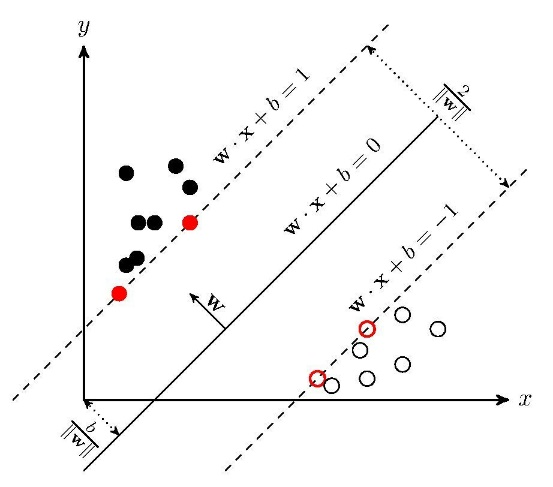 y
w · x + b = 1
2
‖w‖
w · x + b = 0
w · x + b = −1
w
x
b
‖w‖